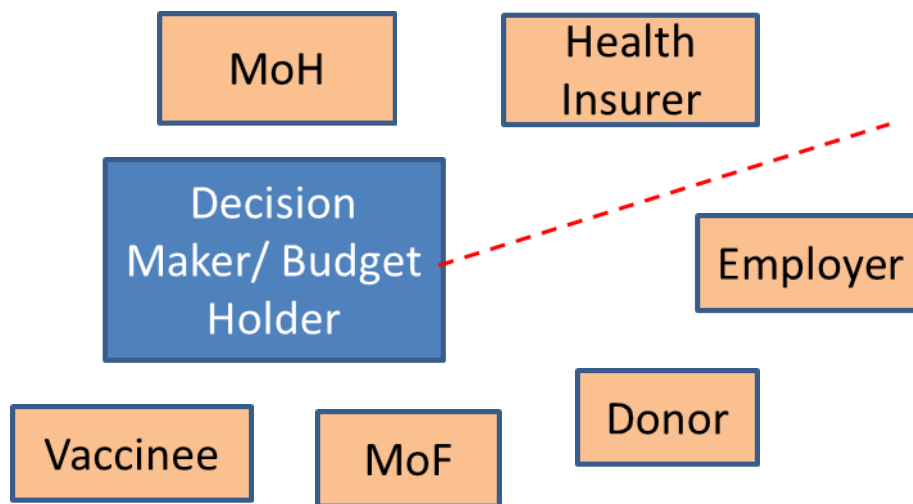 MoH
Health
Insurer
Decision
Maker/ Budget
Holder
Employer
Donor
Vaccinee
MoF